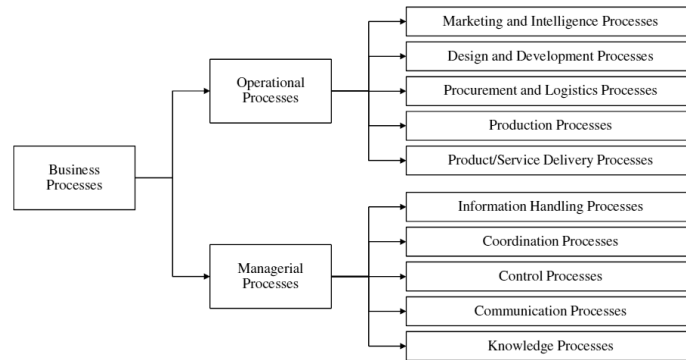 Marketing and Intelligence Processes
Design and Development Processes
Operational
Processes
Procurement and Logistics Processes
Production Processes
Product/Service Delivery Processes
Business
Processes
Information Handling Processes
Coordination Processes
Managerial
Processes
Control Processes
Communication Processes
Knowledge Processes